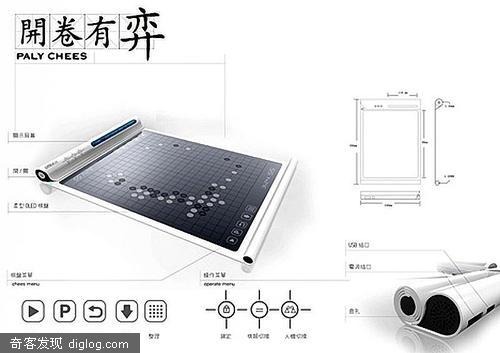 開卷有弈
PALY CHEES
顯示屏幕
開/關
柔型OLED棋盤
棋盤菜單
chees menu
操作菜單
operate menu
P
整理
鎖定
棋類切換
人機切換
USB接口
電源接口
音孔
奇客发现 diglog.com